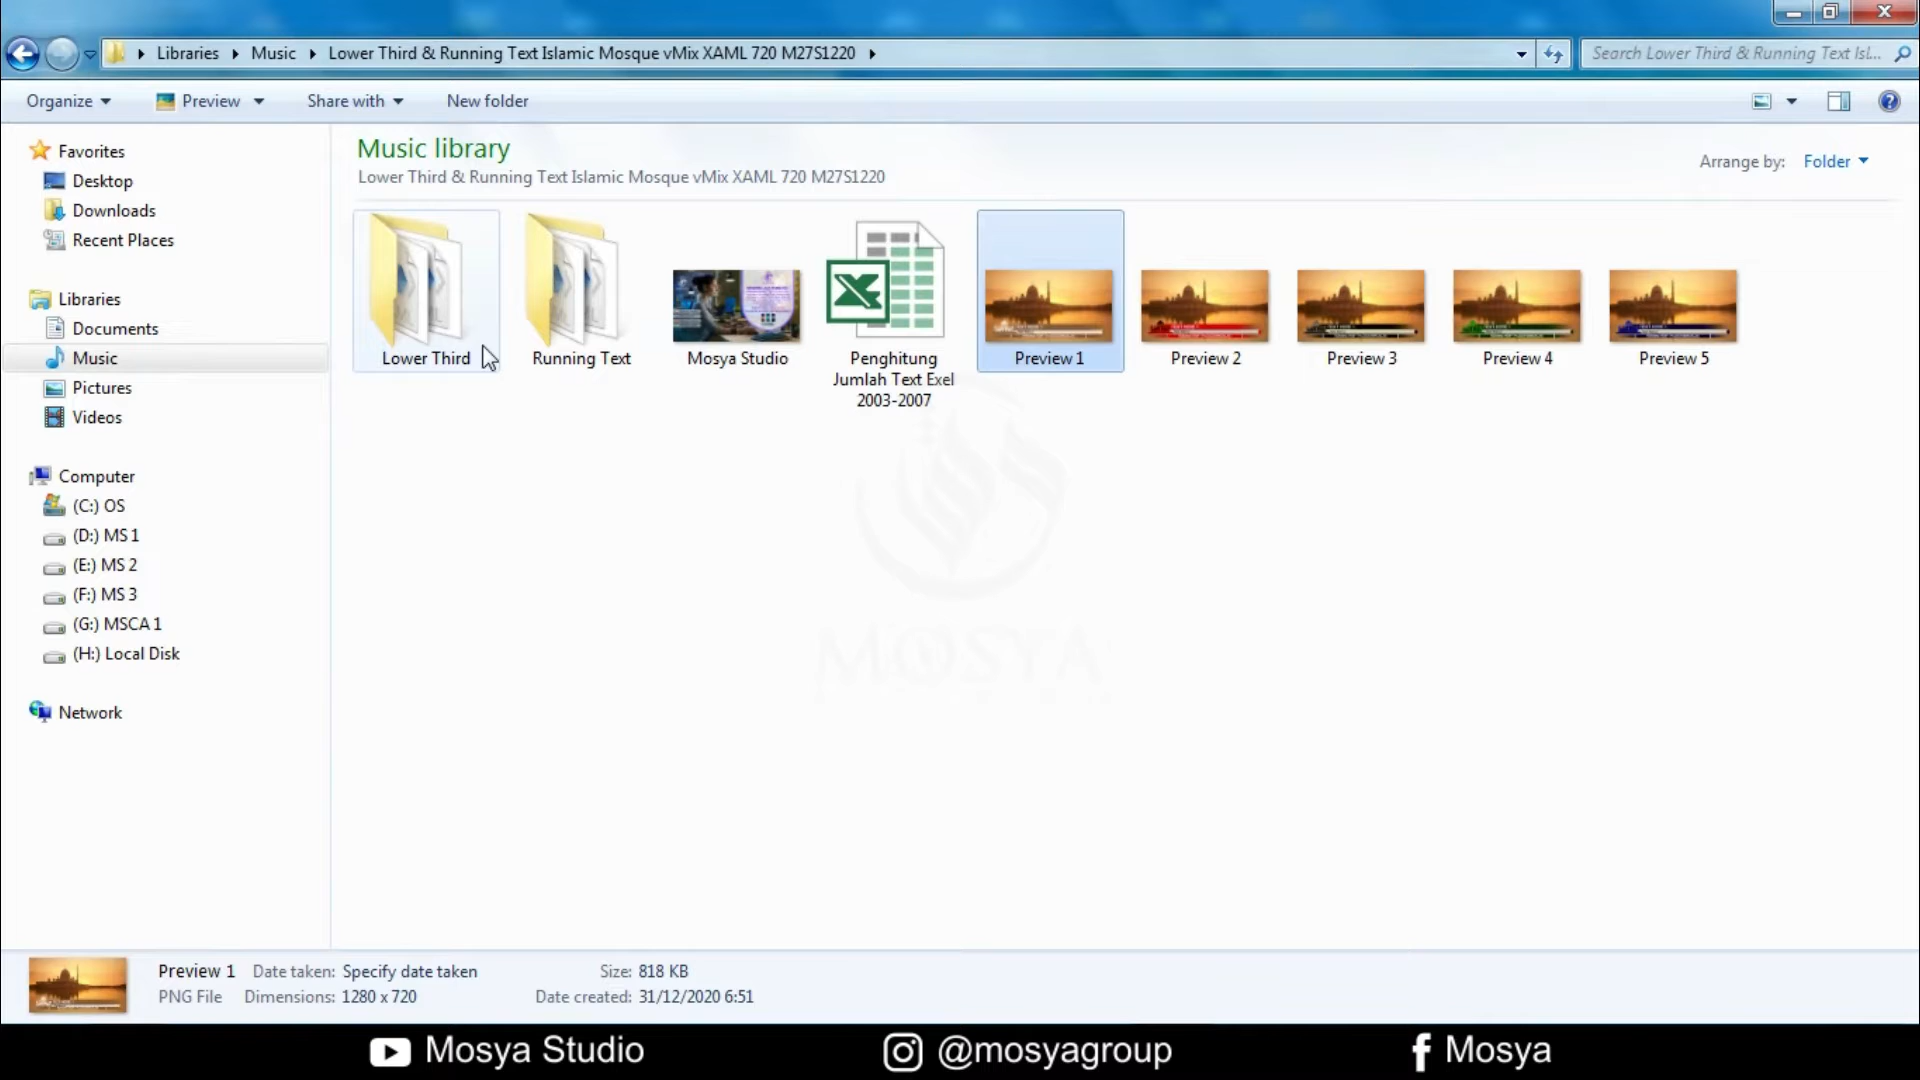 Libraries
Music
Lower Third & Running Text Islamic Mosque vMix XAML 720 M27S1220
Search Lower Third & Running Text Isl...
Organize
Preview
Share with
New folder
Favorites
Desktop
Downloads
Recent Places
Libraries
Documents
Music
Pictures
Videos
Computer
(C:) OS
(D:) MS 1
(E:) MS 2
(F:) MS 3
(G:) MSCA 1
(H:) Local Disk
Network
Music library
Lower Third & Running Text Islamic Mosque vMix XAML 720 M27S1220
Arrange by: Folder
Lower Third
Running Text
Mosya Studio
Penghitung
Jumlah Text Exel
2003-2007
Preview 1
Preview 2
Preview 3
Preview 4
Preview 5
MOSYA
Preview 1
Date taken: Specify date taken
Size: 818 KB
PNG File
Dimensions: 1280 x 720
Date created: 31/12/2020 6:51
Mosya Studio
@mosyagroup
Mosya